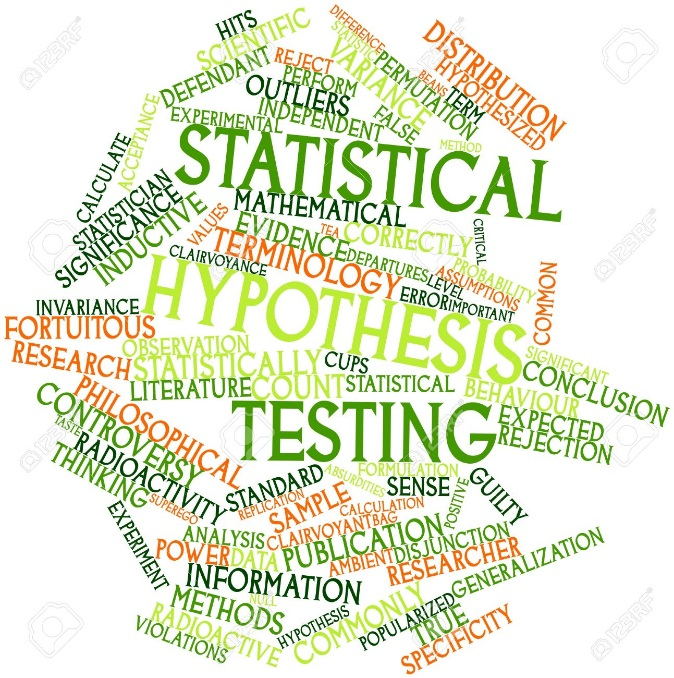 HITS
DIFFERENCE
SCIENTIFIC
STATISTIC
DISTRIBUTION
DEFENDANT
REJECT
VARIANCE
PERMUTATION
BEANS
HYPOTHESIZED
PERFORM
TERM
OUTLIERS
INDEPENDENT
FALSE
EXPERIMENTAL
METHOD
ACCEPTANCE
CALCULATE
STATISTICAL
STATISTICIAN
SIGNIFICANCE
INDUCTIVE
MATHEMATICAL
VALUES
EVIDENCE
TEA
CORRECTLY
CRITICAL
TERMINOLOGY
CLAIRVOYANCE
DEPARTURES
LEVEL
PROBABILITY
ASSUMPTIONS
COMMON
HYPOTHESIS
ERROR
IMPORTANT
INVARIANCE
FORTUITOUS
OBSERVATION
RESEARCH
STATISTICALLY
CUPS
SIGNIFICANT
CONCLUSION
LITERATURE
COUNT
STATISTICAL
BEHAVIOUR
PHILOSOPHICAL
CONTROVERSY
TESTING
EXPECTED
REJECTION
TASTE
RADIOACTIVITY
THINKING
STANDARD
ABSURDITIES
FORMULATION
SENSE
GUILTY
SUPEREGO
REPLICATION
SAMPLE
CALCULATION
POSITIVE
EXPERIMENT
ANALYSIS
CLAIRVOYANT
BAG
POWER
DATA
PUBLICATION
AMBIENT
DISJUNCTION
RESEARCHER
GENERALIZATION
INFORMATION
METHODS
NULL
RADIOACTIVE
HYPOTHESIS
COMMONLY
POPULARIZED
TRUE
VIOLATIONS
SPECIFICITY
123RF